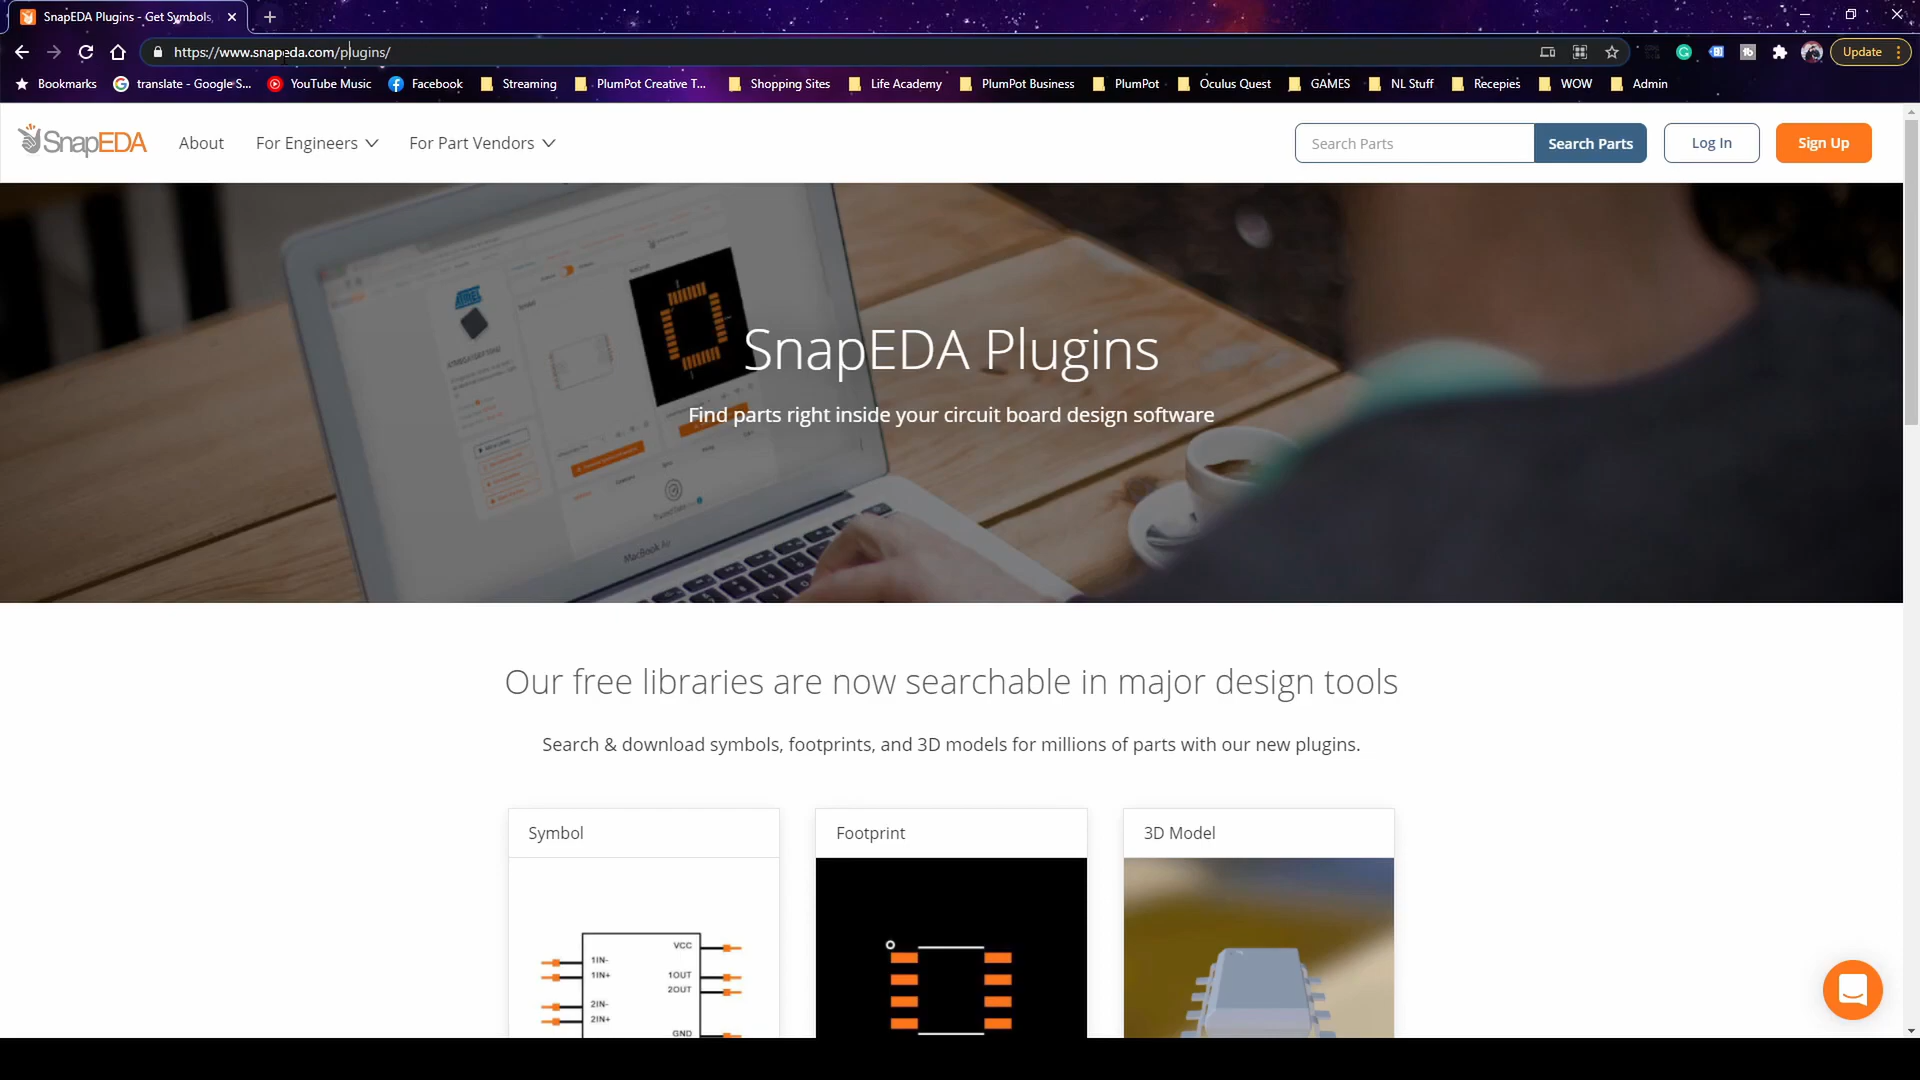 SnapEDA Plugins - Get Symbols,
https://www.snapeda.com/plugins/
Update
Bookmarks translate - Google S... YouTube Music Facebook Streaming PlumPot Creative T... Shopping Sites Life Academy PlumPot Business PlumPot Oculus Quest GAMES NL Stuff Recepies WOW Admin
SnapEDA About For Engineers For Part Vendors Search Parts Search Parts Log In Sign Up
ATMEL
SnapEDA Plugins
Find parts right inside your circuit board design software
MacBook Air
Our free libraries are now searchable in major design tools
Search & download symbols, footprints, and 3D models for millions of parts with our new plugins.
Symbol
VCC
1IN-
1IN+
1OUT
2OUT
2IN-
2IN+
GND
Footprint
3D Model